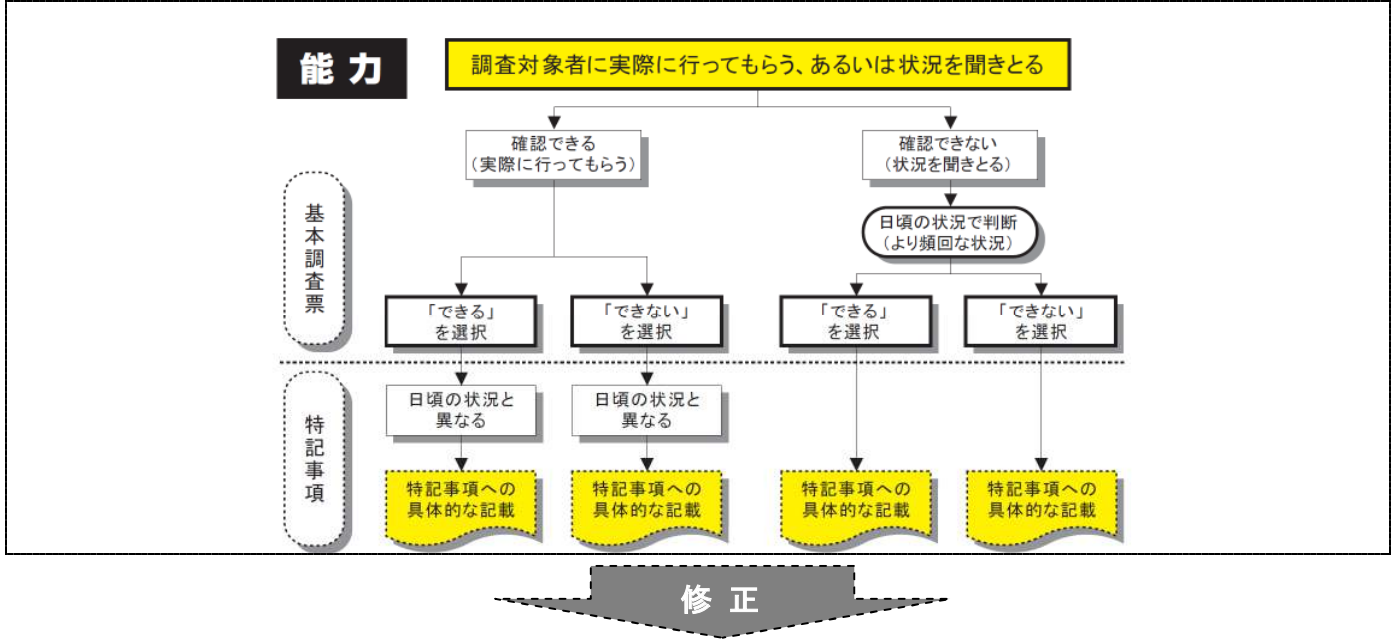 能力
調査対象者に実際に行ってもらう、あるいは状況を聞きとる
確認できる
（実際に行ってもらう）
確認できない
（状況を聞きとる）
日頃の状況で判断
（より頻回な状況）
基本調査票
「できる」
を選択
「できない」
を選択
「できる」
を選択
「できない」
を選択
特記事項
日頃の状況と
異なる
日頃の状況と
異なる
特記事項への
具体的な記載
特記事項への
具体的な記載
特記事項への
具体的な記載
特記事項への
具体的な記載
修正